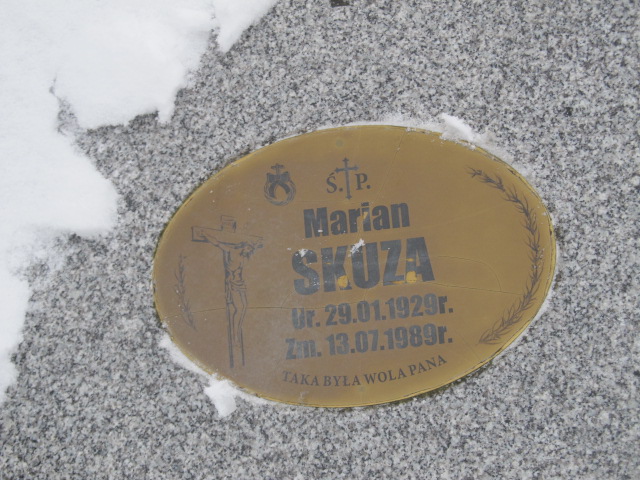 Ś.P.
Marian
SKUZA
Ur. 29.01.1929r.
Zm. 13.07.1989r.
TAKA BYŁA WOLA PANA